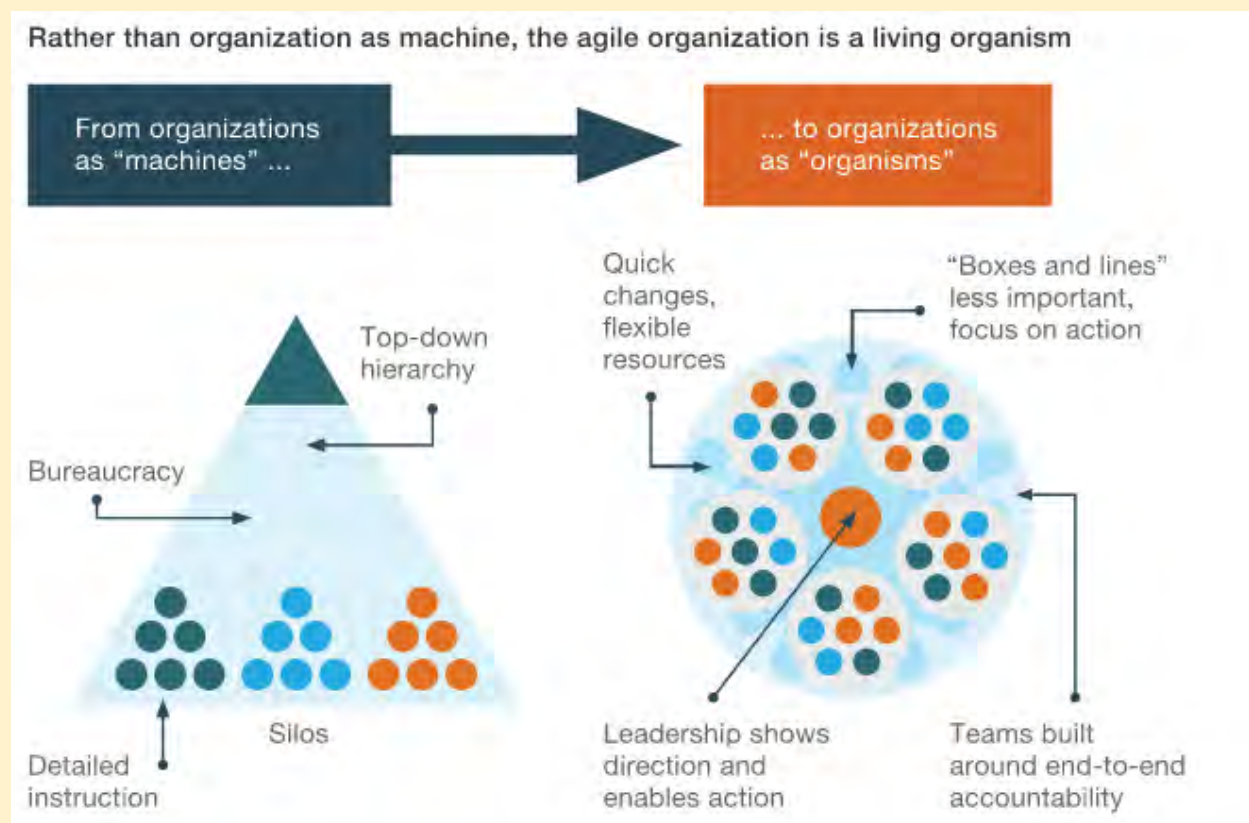 Rather than organization as machine, the agile organization is a living organism
From organizations
as “machines” ...
... to organizations
as “organisms”
Top-down
hierarchy
Bureaucracy
Silos
Detailed
instruction
Quick
changes,
flexible
resources
“Boxes and lines”
less important,
focus on action
Leadership shows
direction and
enables action
Teams built
around end-to-end
accountability